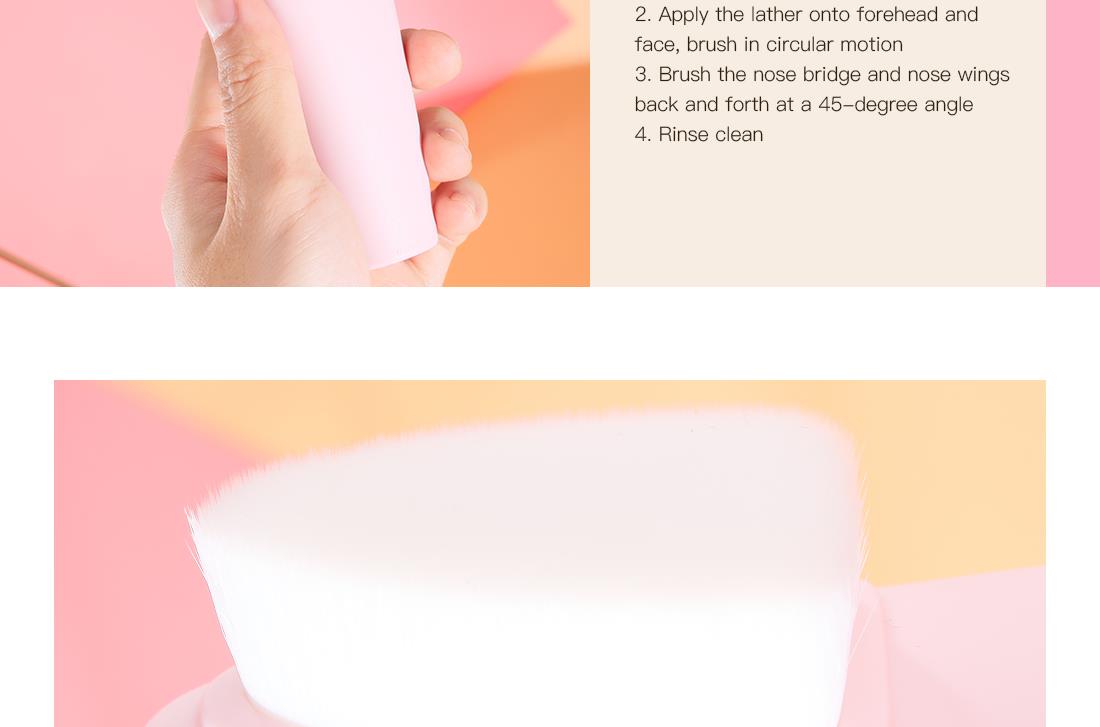 2. Apply the lather onto forehead and
face, brush in circular motion
3. Brush the nose bridge and nose wings
back and forth at a 45-degree angle
4. Rinse clean